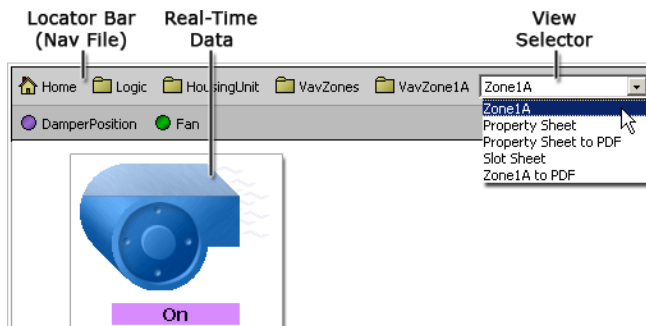 Locator Bar
(Nav File)
Real-Time
Data
View
Selector
Home Logic HousingUnit VavZones VavZone1A Zone1A
DamperPosition Fan
Zone1A
Property Sheet
Property Sheet to PDF
Slot Sheet
Zone1A to PDF
On